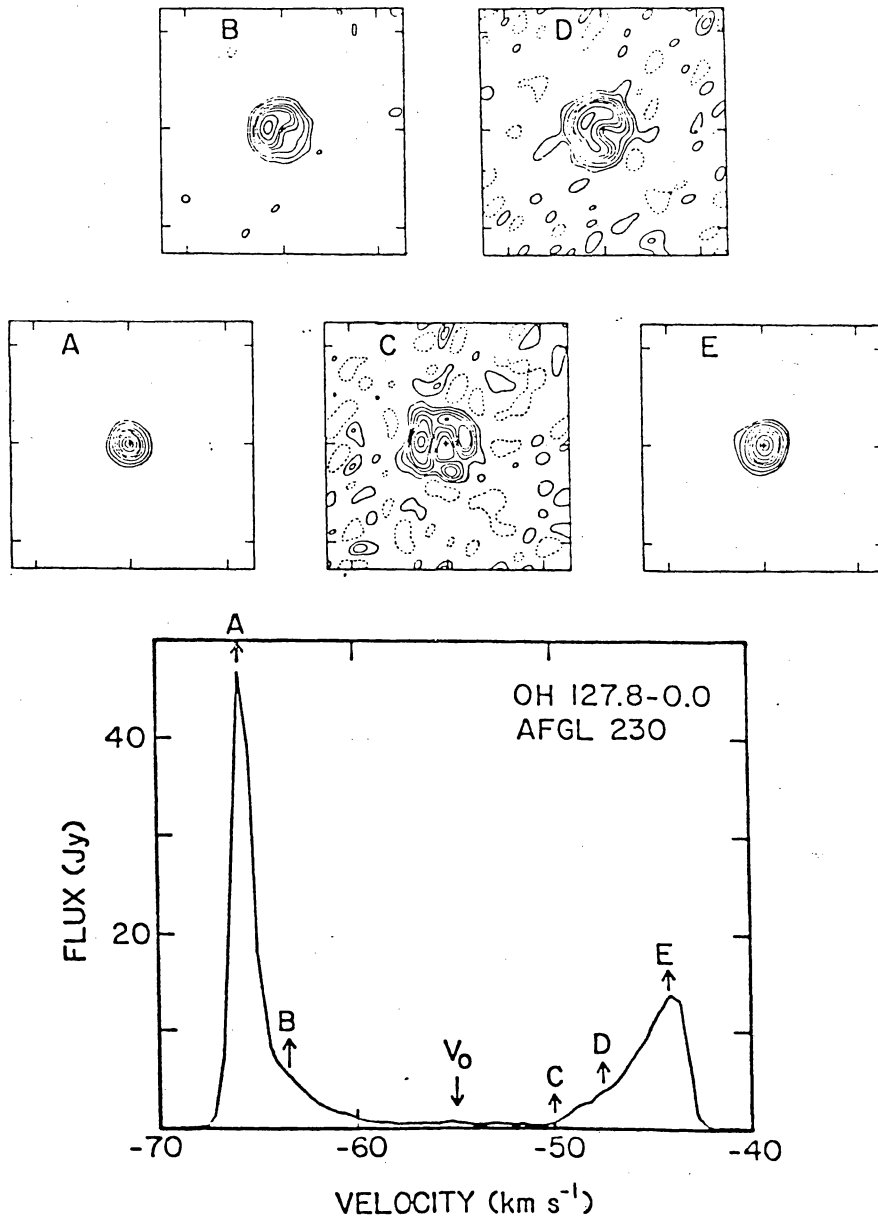 B
D
A
C
E
A
OH 127.8-0.0
AFGL 230
40
FLUX (Jy)
20
B
V₀
C
D
E
-70
-60
-50
-40
VELOCITY (km s⁻¹)